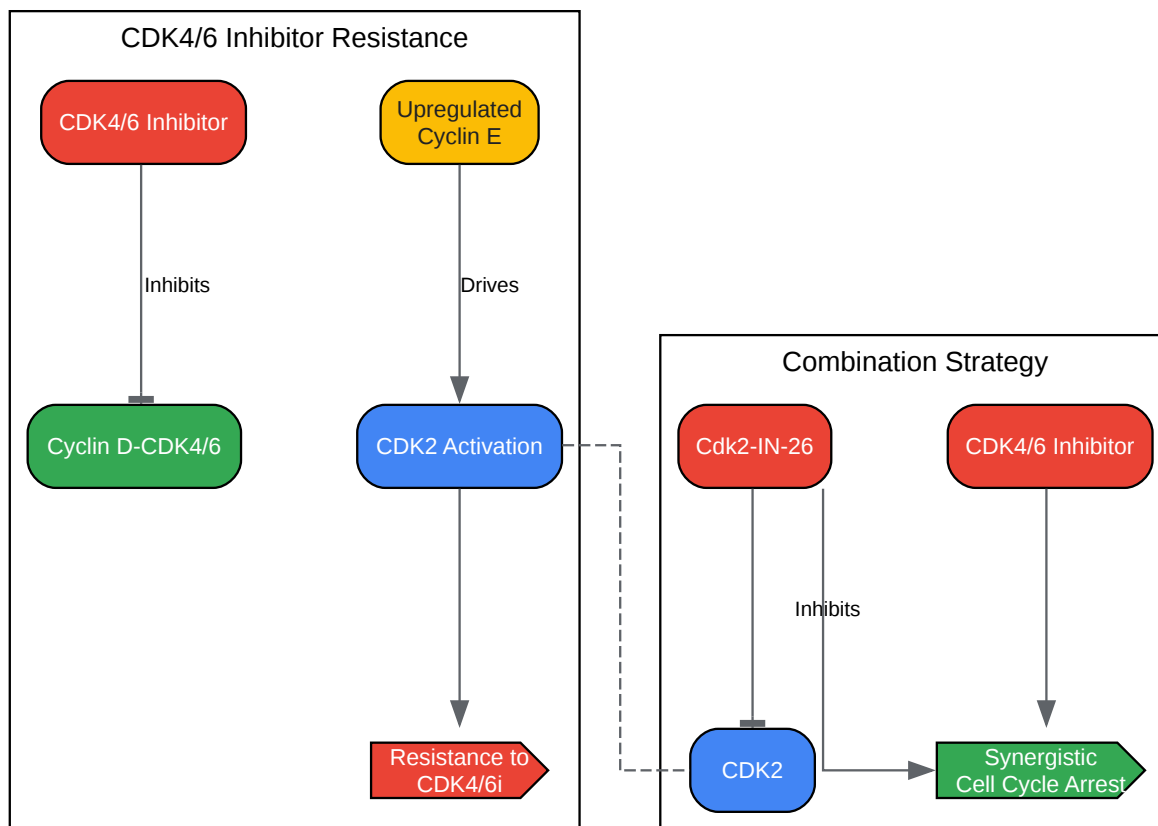 CDK4/6 Inhibitor Resistance
CDK4/6 Inhibitor
Upregulated
Cyclin E
Inhibits
Drives
Cyclin D-CDK4/6
CDK2 Activation
Resistance to
CDK4/6i
Combination Strategy
Cdk2-IN-26
CDK4/6 Inhibitor
Inhibits
CDK2
Synergistic
Cell Cycle Arrest